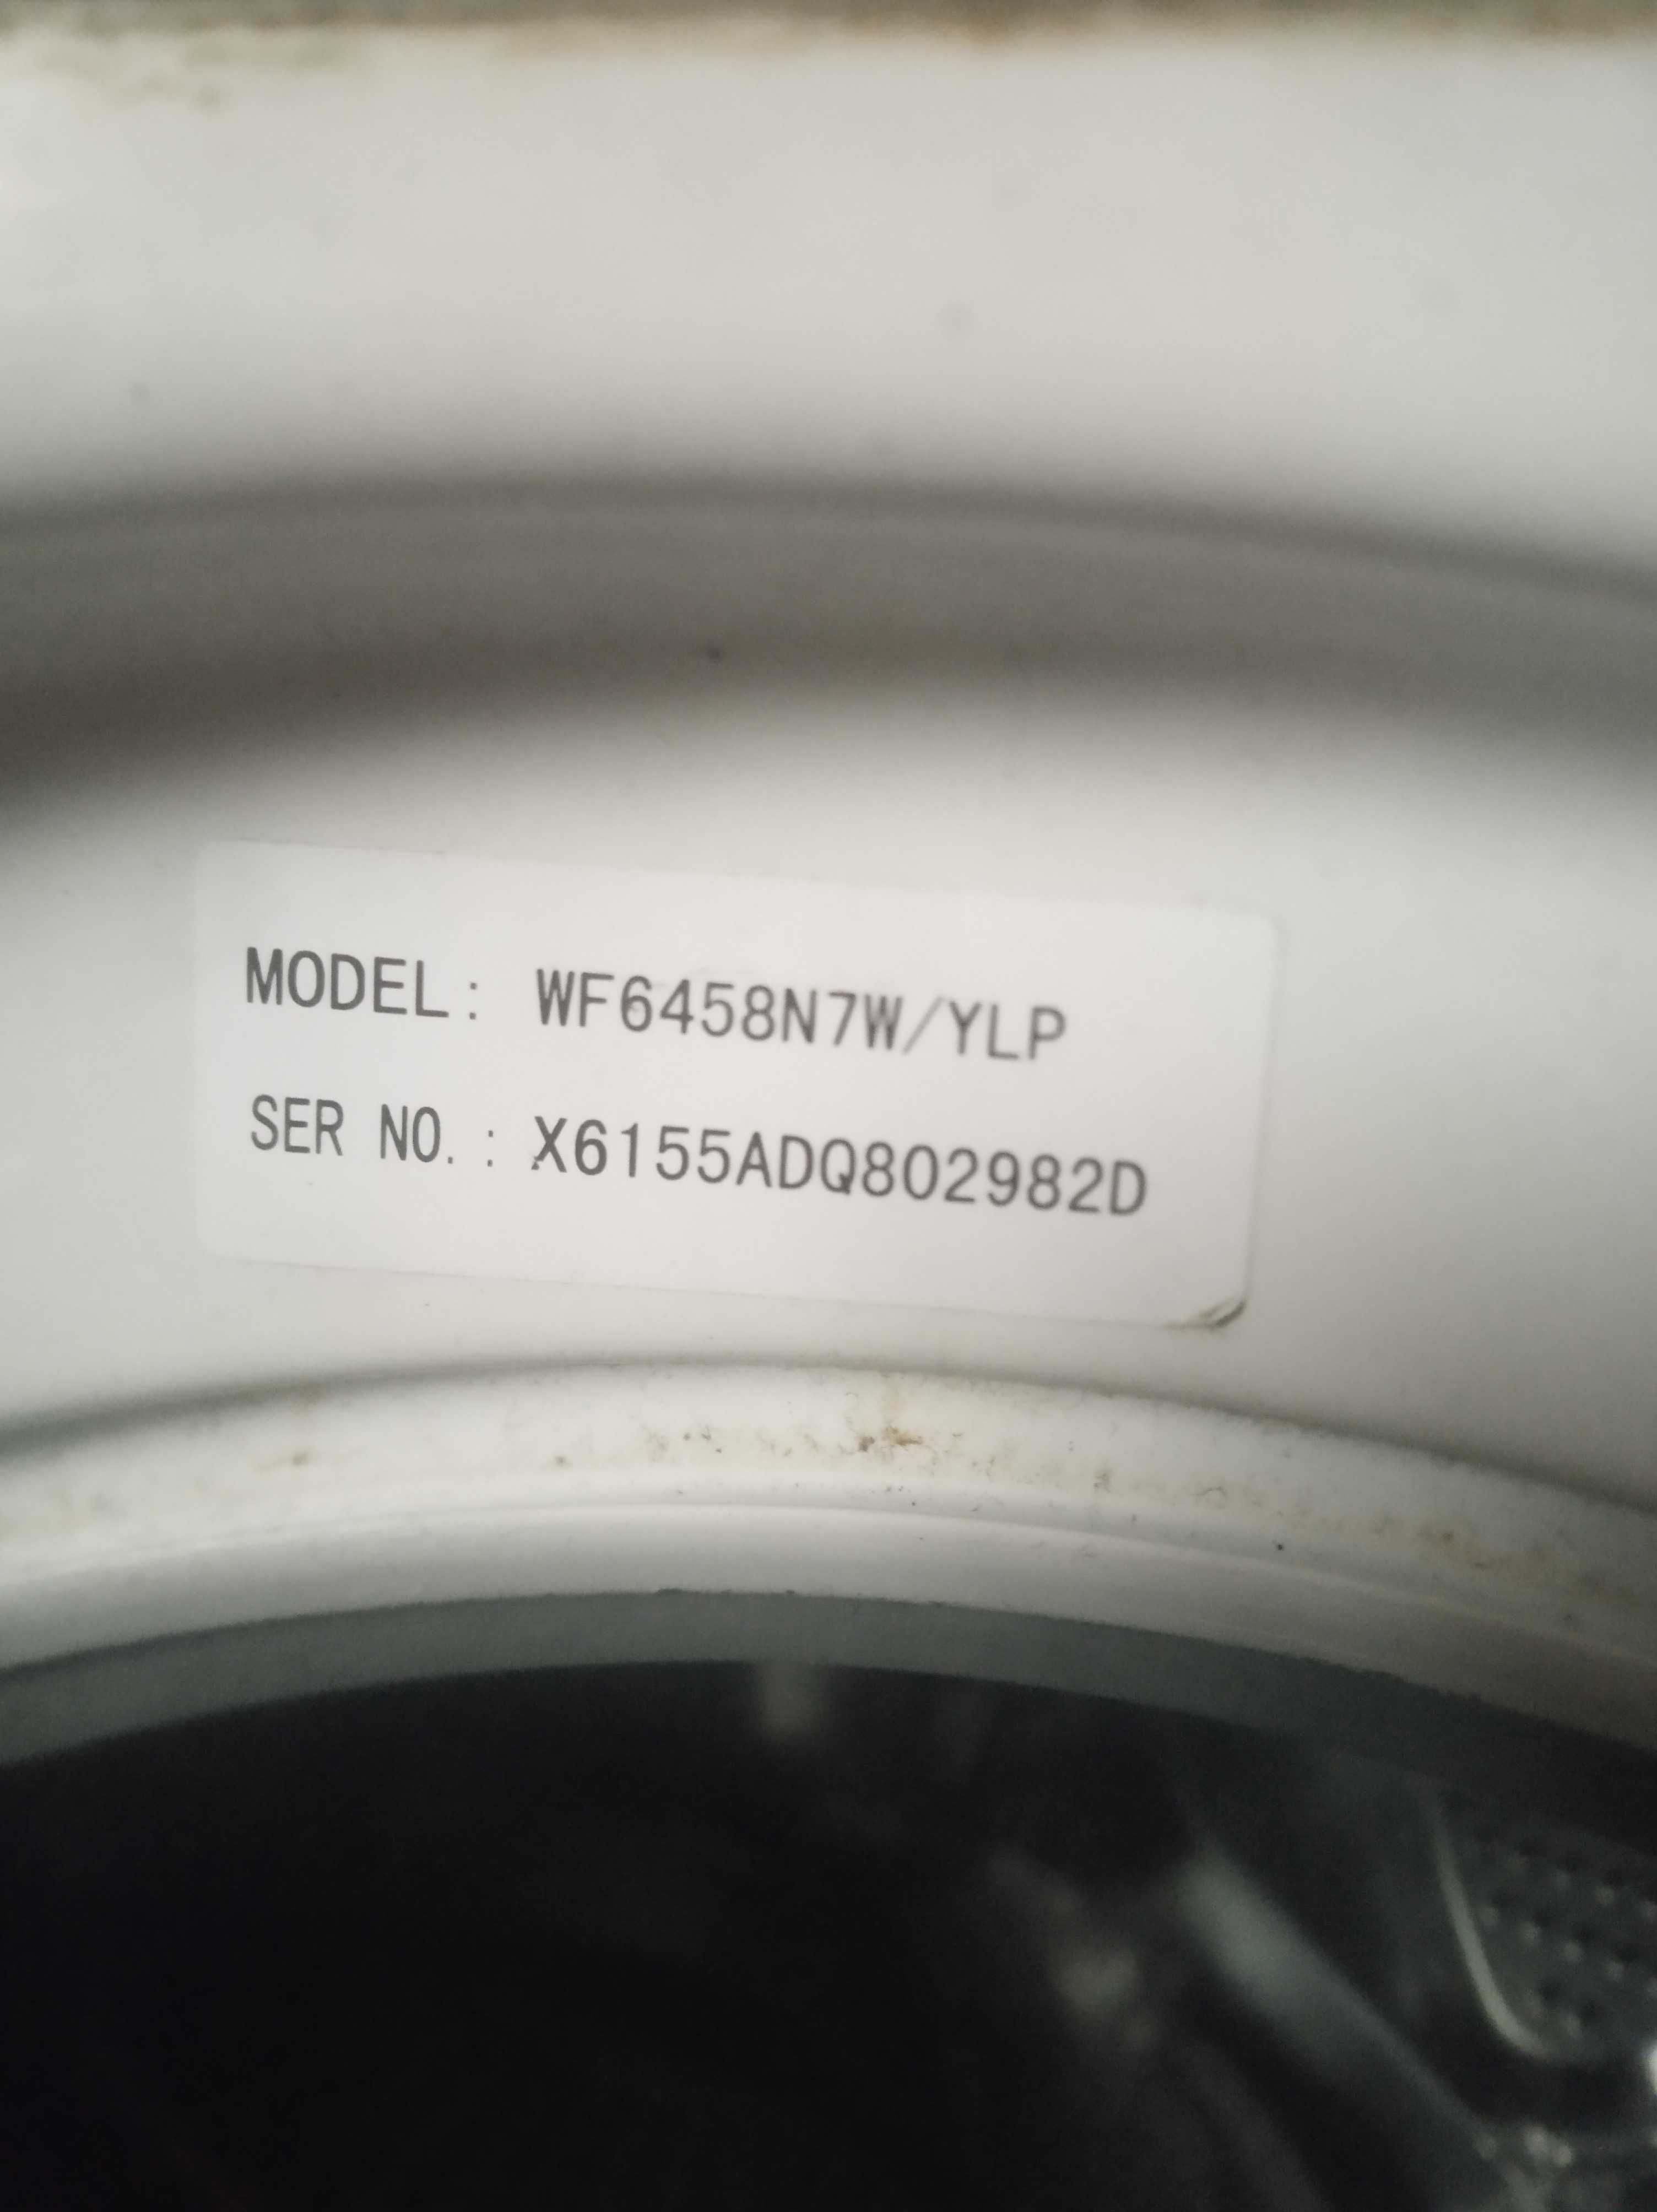 MODEL: WF6458N7W/YLP
SER NO.: X6155ADQ802982D